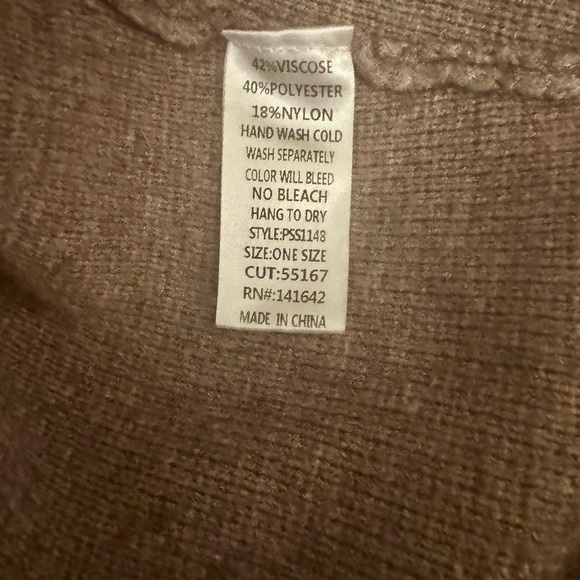 42%VISCOSE
40%POLYESTER
18%NYLON
HAND WASH COLD
WASH SEPARATELY
COLOR WILL BLEED
NO BLEACH
HANG TO DRY
STYLE:PSS1148
SIZE:ONE SIZE
CUT:55167
RN#:141642
MADE IN CHINA